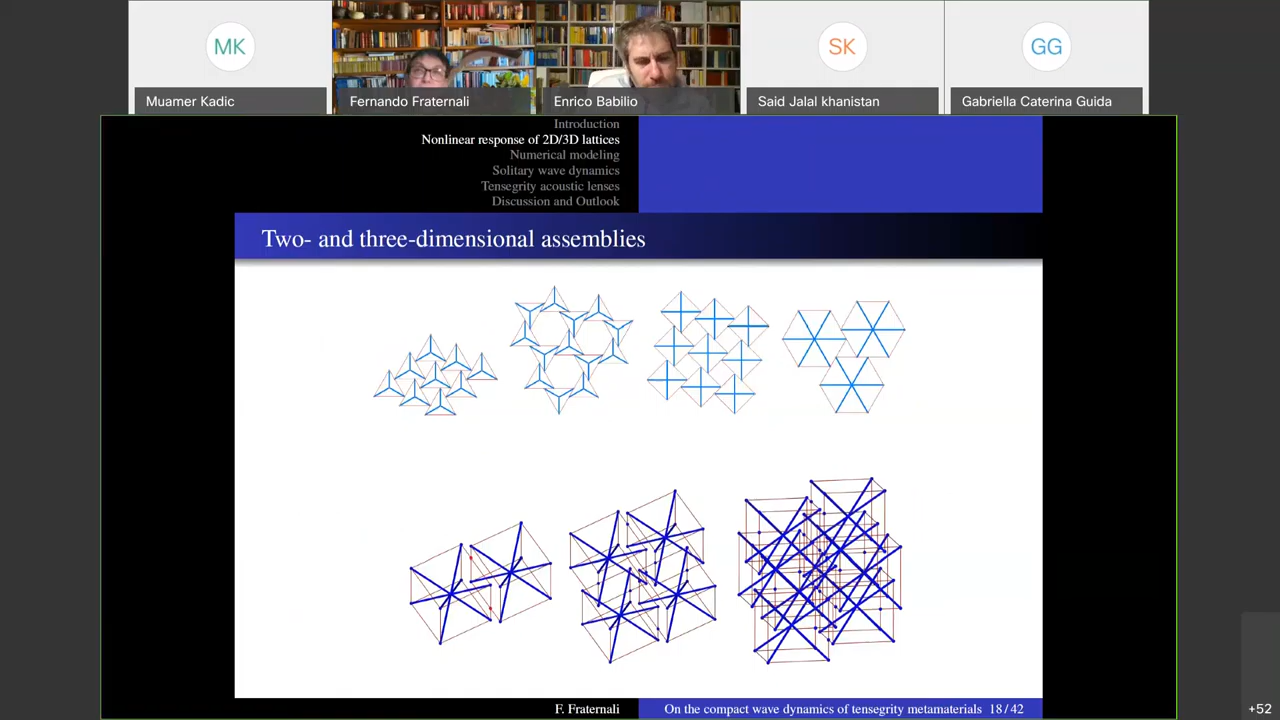 MK
SK
GG
Muamer Kadic
Fernando Fraternali
Enrico Babilio
Said Jalal khanistan
Gabriella Caterina Guida
Introduction
Nonlinear response of 2D/3D lattices
Numerical modeling
Solitary wave dynamics
Tensegrity acoustic lenses
Discussion and Outlook
Two- and three-dimensional assemblies
F. Fraternali
On the compact wave dynamics of tensegrity metamaterials 18 / 42
+52